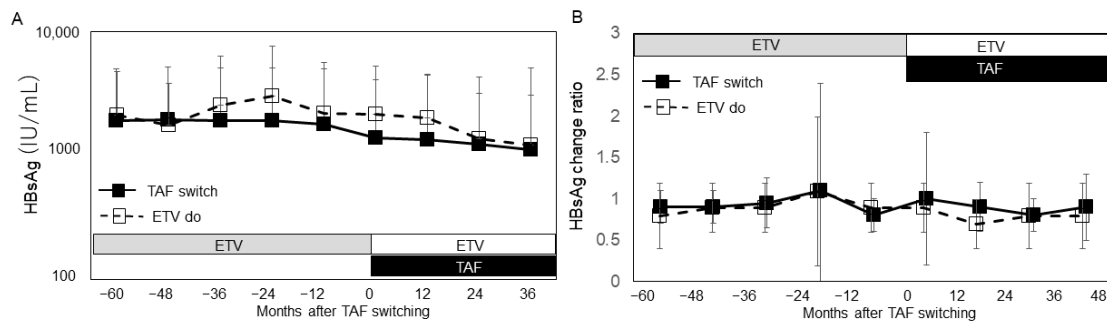 A
10,000
1000
100
HBsAg (IU/mL)
TAF switch
ETV do
ETV
ETV
TAF
−60 −48 −36 −24 −12 0 12 24 36
Months after TAF switching
B
3
2.5
2
1.5
1
0.5
0
HBsAg change ratio
ETV
ETV
TAF
TAF switch
ETV do
−60 −48 −36 −24 −12 0 12 24 36 48
Months after TAF switching